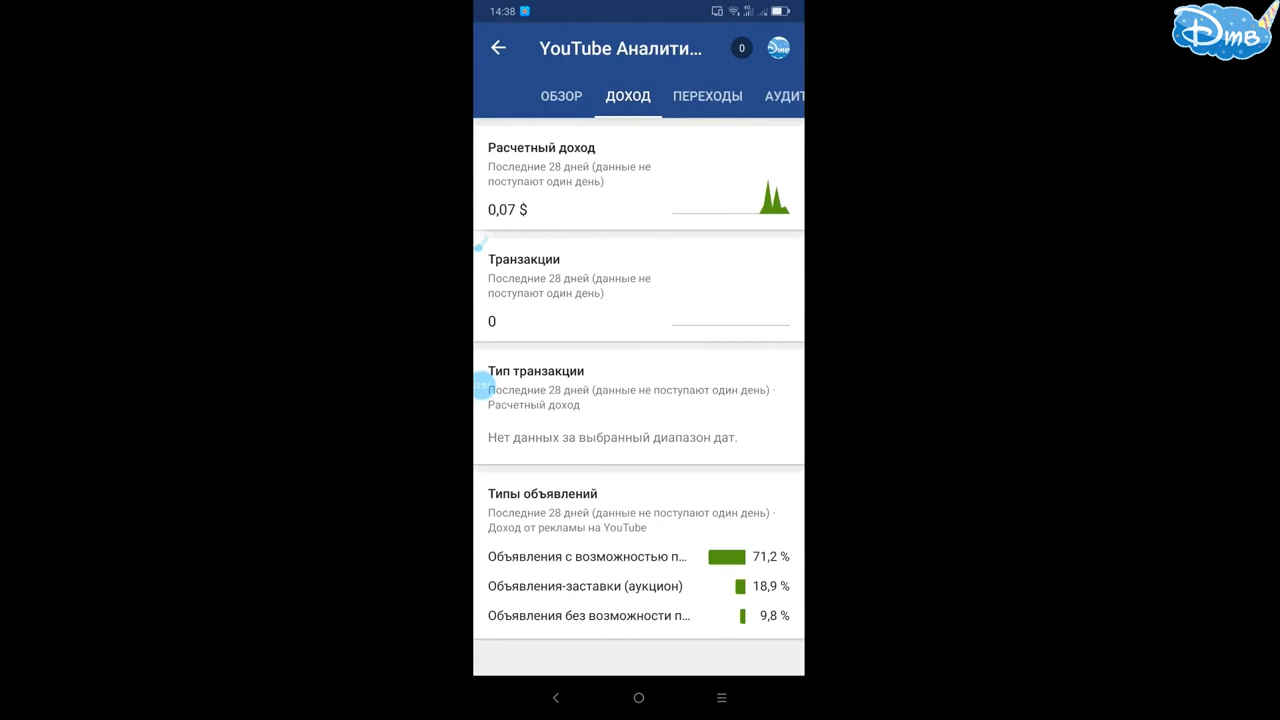 14:38
Dmb
YouTube Аналити...
0
Dmb
ОБЗОР
ДОХОД
ПЕРЕХОДЫ
АУДИТ
Расчетный доход
Последние 28 дней (данные не
поступают один день)
0,07 $
Транзакции
Последние 28 дней (данные не
поступают один день)
0
Тип транзакции
Последние 28 дней (данные не поступают один день) ·
Расчетный доход
Нет данных за выбранный диапазон дат.
Типы объявлений
Последние 28 дней (данные не поступают один день) ·
Доход от рекламы на YouTube
Объявления с возможностью п... 71,2 %
Объявления-заставки (аукцион) 18,9 %
Объявления без возможности п... 9,8 %